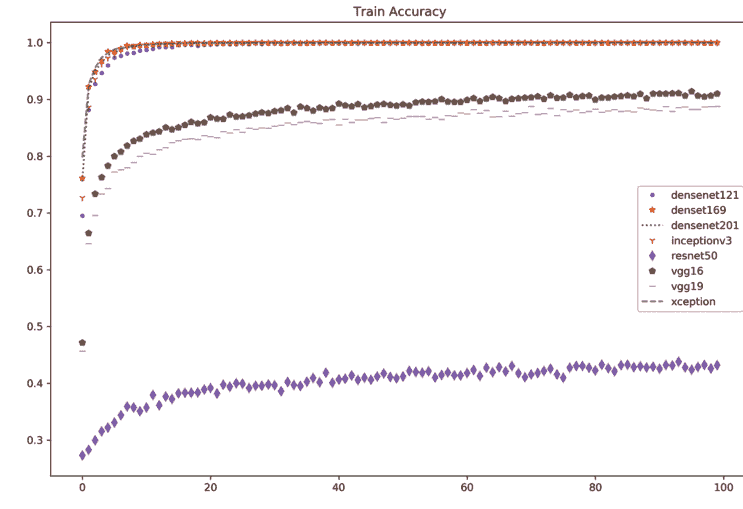 Train Accuracy
1.0
0.9
0.8
0.7
0.6
0.5
0.4
0.3
densenet121
denset169
densenet201
inceptionv3
resnet50
vgg16
vgg19
xception
0 20 40 60 80 100